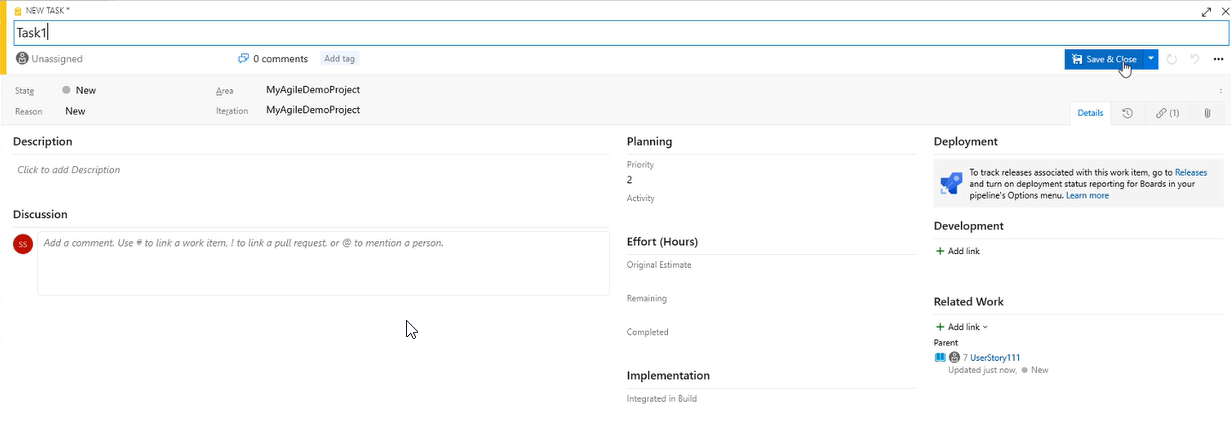 NEW TASK *
Task1
Unassigned
0 comments
Add tag
Save & Close
State
New
Area
MyAgileDemoProject
Reason
New
Iteration
MyAgileDemoProject
Details
(1)
Description
Click to add Description
Discussion
SS
Add a comment. Use # to link a work item, ! to link a pull request, or @ to mention a person.
Planning
Priority
2
Activity
Effort (Hours)
Original Estimate
Remaining
Completed
Implementation
Integrated in Build
Deployment
To track releases associated with this work item, go to Releases
and turn on deployment status reporting for Boards in your
pipeline's Options menu. Learn more
Development
+ Add link
Related Work
+ Add link
Parent
7 UserStory111
Updated just now, New